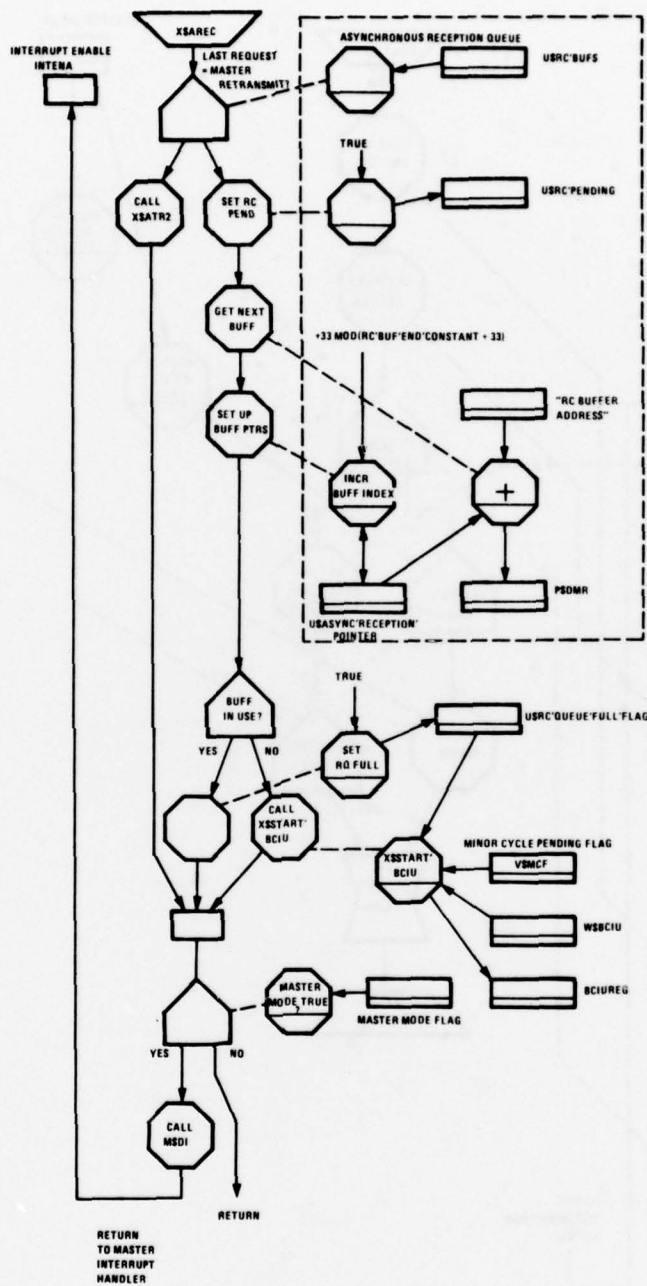 X$AREC
INTERRUPT ENABLE
INTENA
LAST REQUEST
= MASTER
RETRANSMIT?
ASYNCHRONOUS RECEPTION QUEUE
U$RC'BUFS
TRUE
CALL
X$ATR2
SET RC
PEND
U$RC'PENDING
GET NEXT
BUFF
+33 MOD(RC'BUF'END'CONSTANT + 33)
SET UP
BUFF PTRS
"RC BUFFER
ADDRESS"
INCR
BUFF INDEX
+
P$DMR
U$ASYNC'RECEPTION'
POINTER
BUFF
IN USE?
YES
NO
TRUE
SET
RQ FULL
U$RC'QUEUE'FULL'FLAG
CALL
X$START'
BCIU
X$START'
BCIU
MINOR CYCLE PENDING FLAG
V$MCF
W$BCIU
BCIUREG
MASTER
MODE TRUE
?
MASTER MODE FLAG
YES
NO
CALL
M$DI
RETURN
RETURN
TO MASTER
INTERRUPT
HANDLER